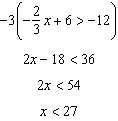 −3(−2/3 x + 6 > −12)
2x − 18 < 36
2x < 54
x < 27